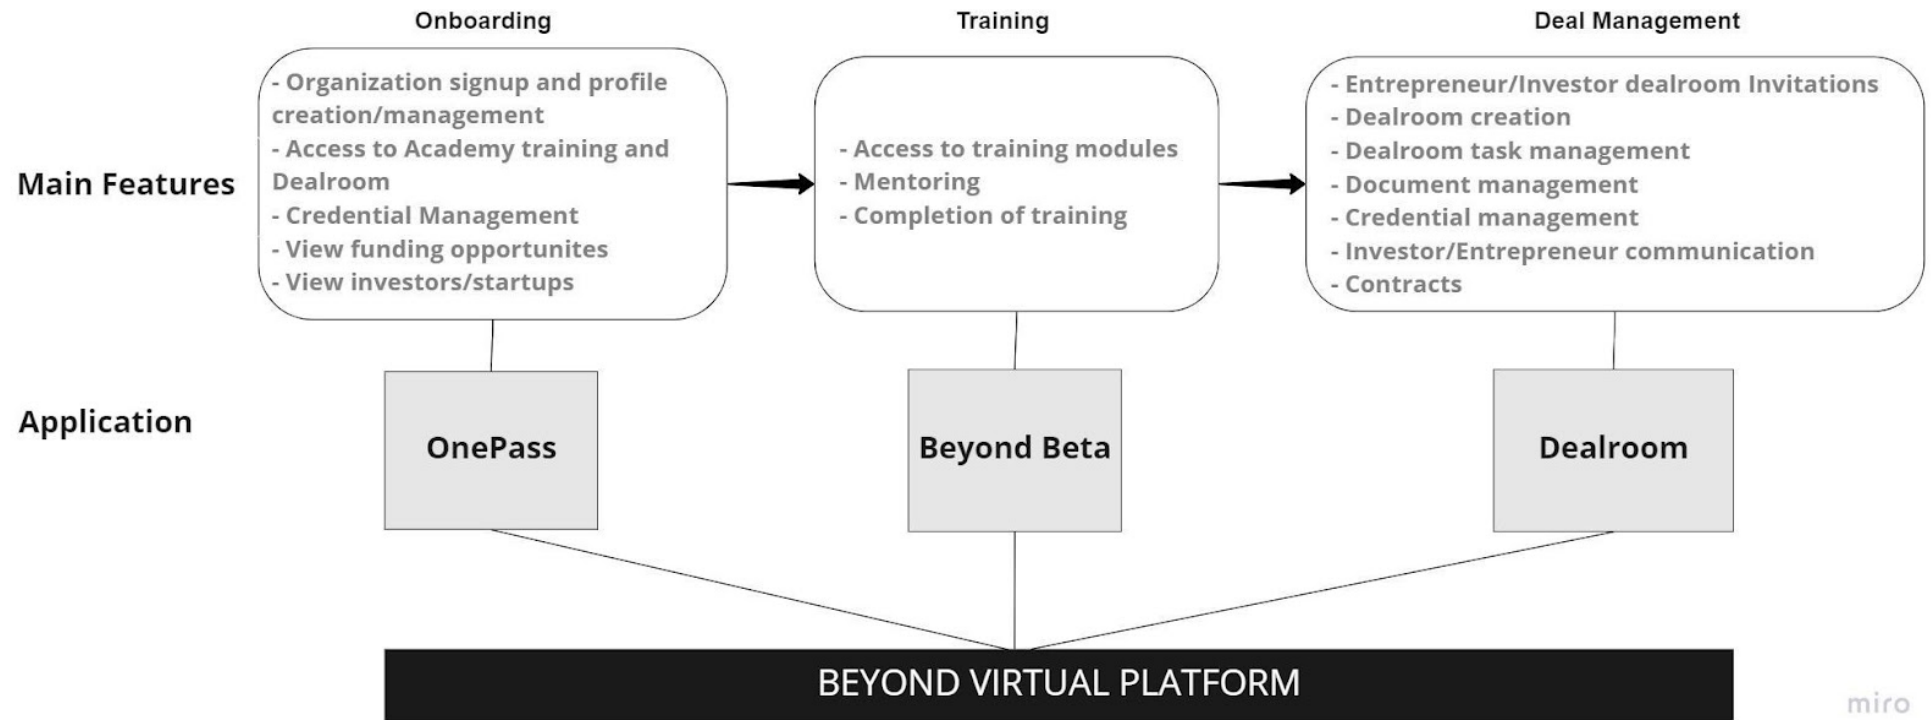 Onboarding
Training
Deal Management
Main Features
- Organization signup and profile
creation/management
- Access to Academy training and
Dealroom
- Credential Management
- View funding opportunites
- View investors/startups
- Access to training modules
- Mentoring
- Completion of training
- Entrepreneur/Investor dealroom Invitations
- Dealroom creation
- Dealroom task management
- Document management
- Credential management
- Investor/Entrepreneur communication
- Contracts
Application
OnePass
Beyond Beta
Dealroom
BEYOND VIRTUAL PLATFORM
miro